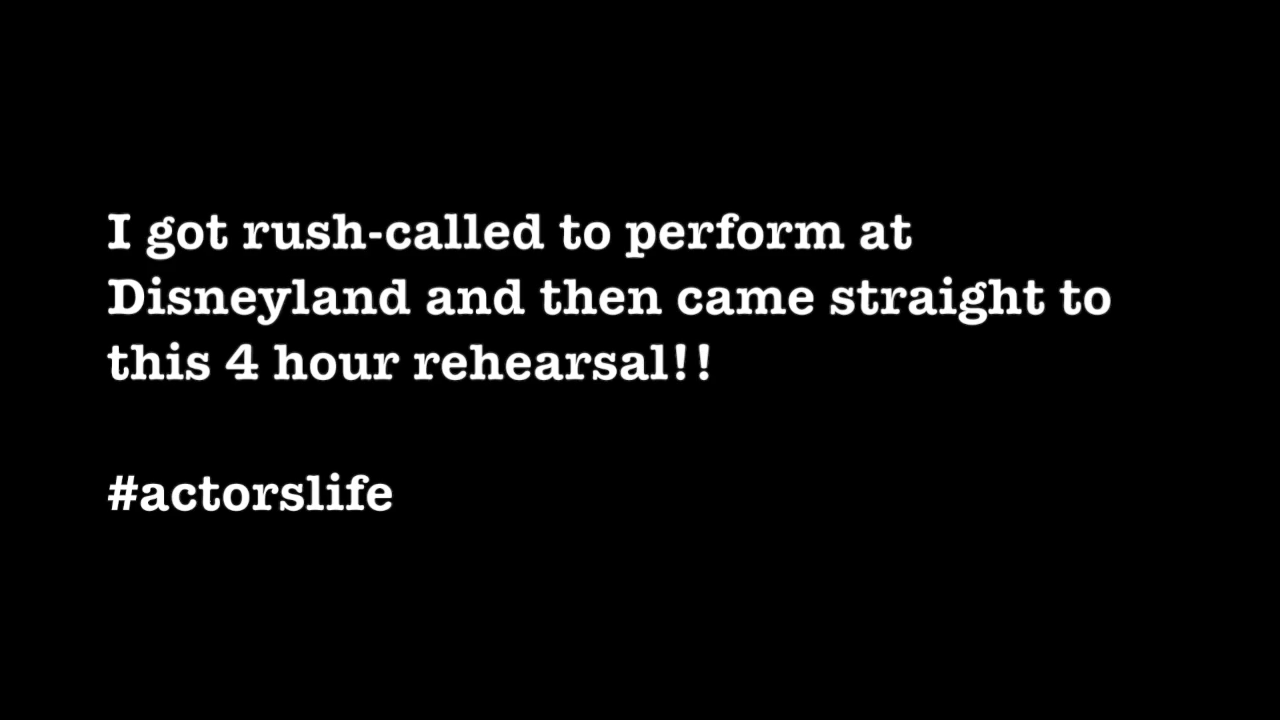 I got rush-called to perform at
Disneyland and then came straight to
this 4 hour rehearsal!!
#actorslife